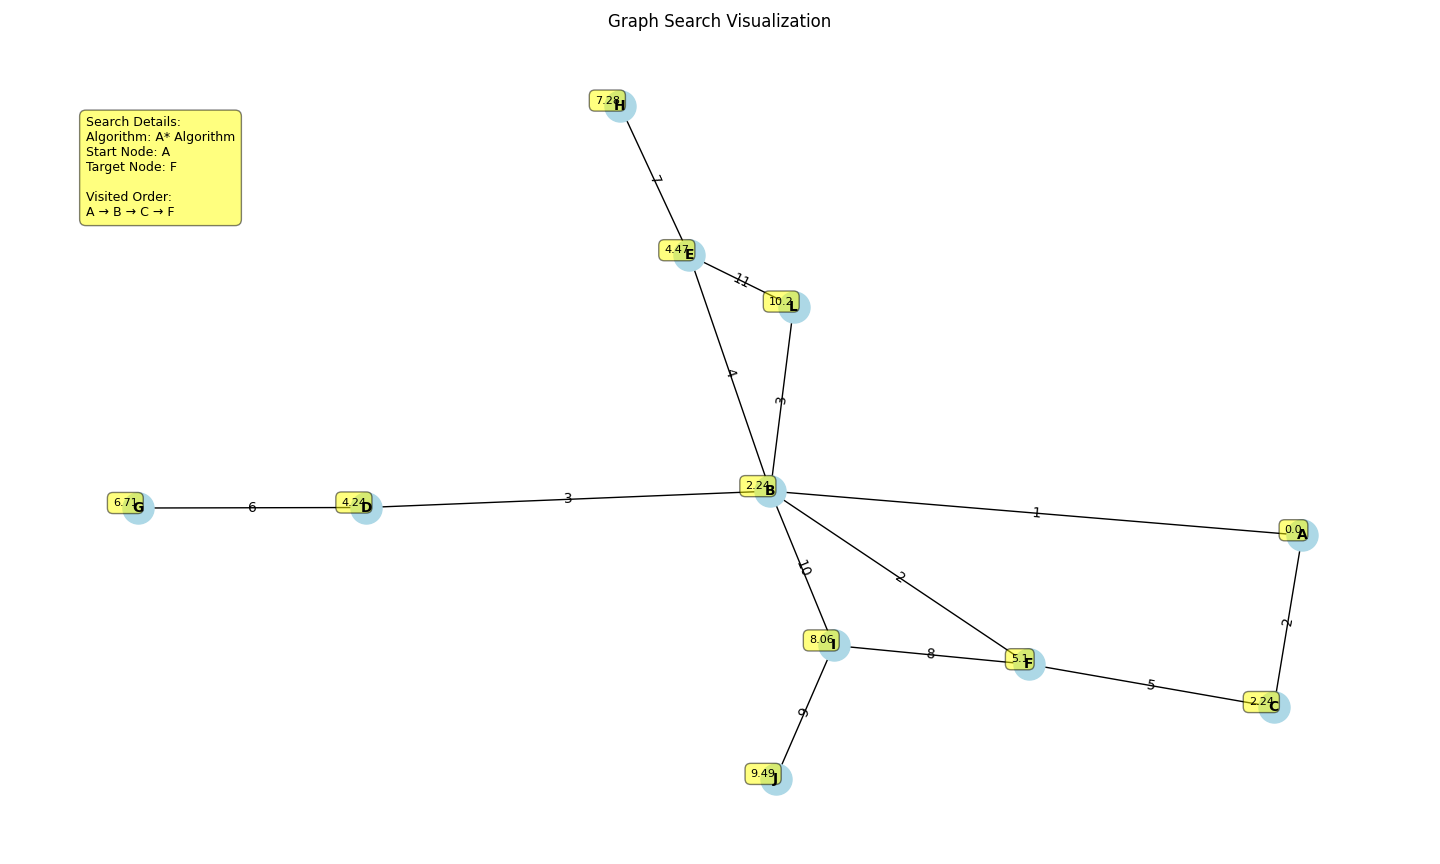 Graph Search Visualization
7.28
H
Search Details:
Algorithm: A* Algorithm
Start Node: A
Target Node: F
Visited Order:
A → B → C → F
7
4.47
E
11
10.2
L
4
3
2.24
B
6.71
G
6
4.24
D
3
1
0.0
A
10
2
2
8.06
I
8
5.1
F
5
2.24
C
9
9.49
J